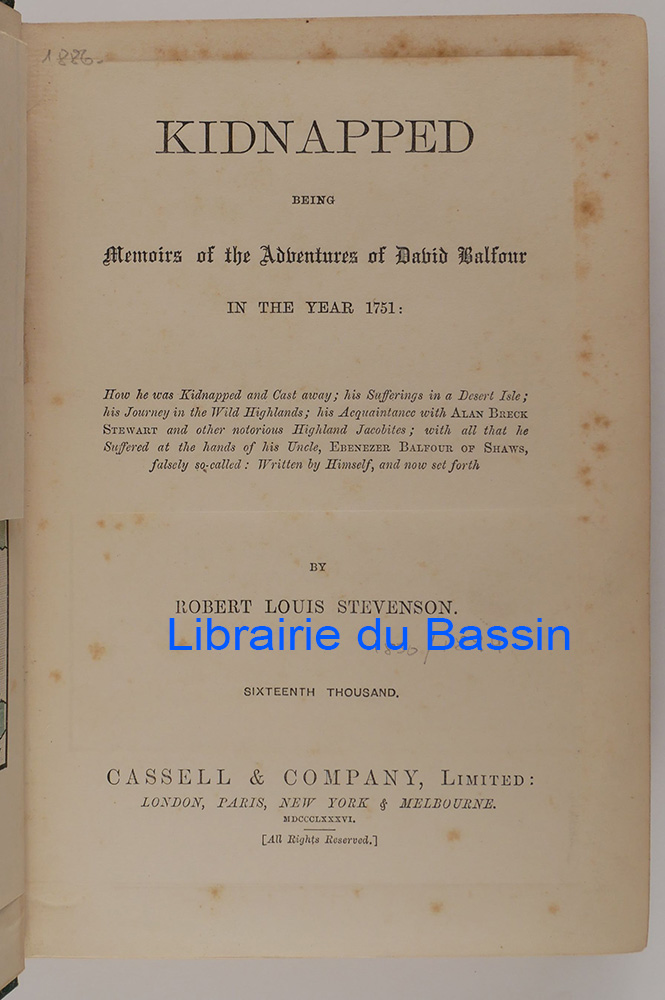 1886.
KIDNAPPED
BEING
Memoirs of the Adventures of David Balfour
IN THE YEAR 1751:
How he was Kidnapped and Cast away; his Sufferings in a Desert Isle;
his Journey in the Wild Highlands; his Acquaintance with ALAN BRECK
STEWART and other notorious Highland Jacobites; with all that he
Suffered at the hands of his Uncle, EBENEZER BALFOUR OF SHAWS,
falsely so-called: Written by Himself, and now set forth
BY
ROBERT LOUIS STEVENSON.
Librairie du Bassin
SIXTEENTH THOUSAND.
CASSELL & COMPANY, LIMITED:
LONDON, PARIS, NEW YORK & MELBOURNE.
MDCCCLXXXVI.
[All Rights Reserved.]